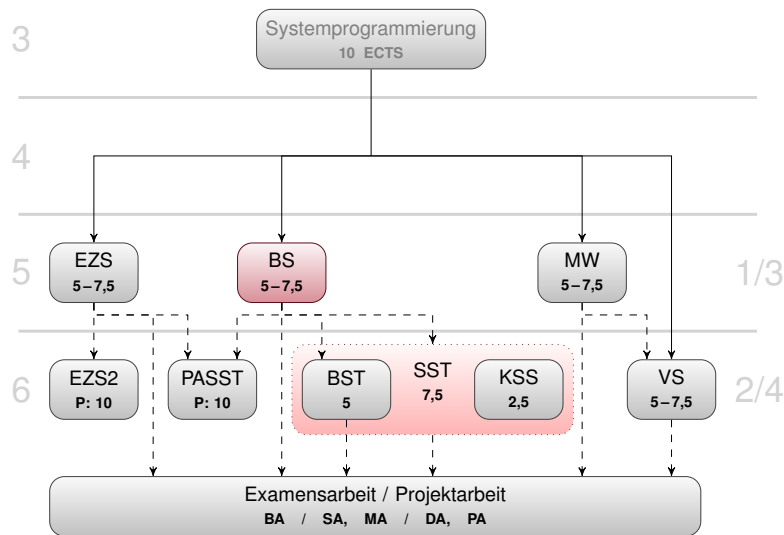 3
Systemprogrammierung
10 ECTS
4
5
EZS
5–7,5
BS
5–7,5
MW
5–7,5
1/3
6
EZS2
P: 10
PASST
P: 10
BST
5
SST
7,5
KSS
2,5
VS
5–7,5
2/4
Examensarbeit / Projektarbeit
BA / SA, MA / DA, PA